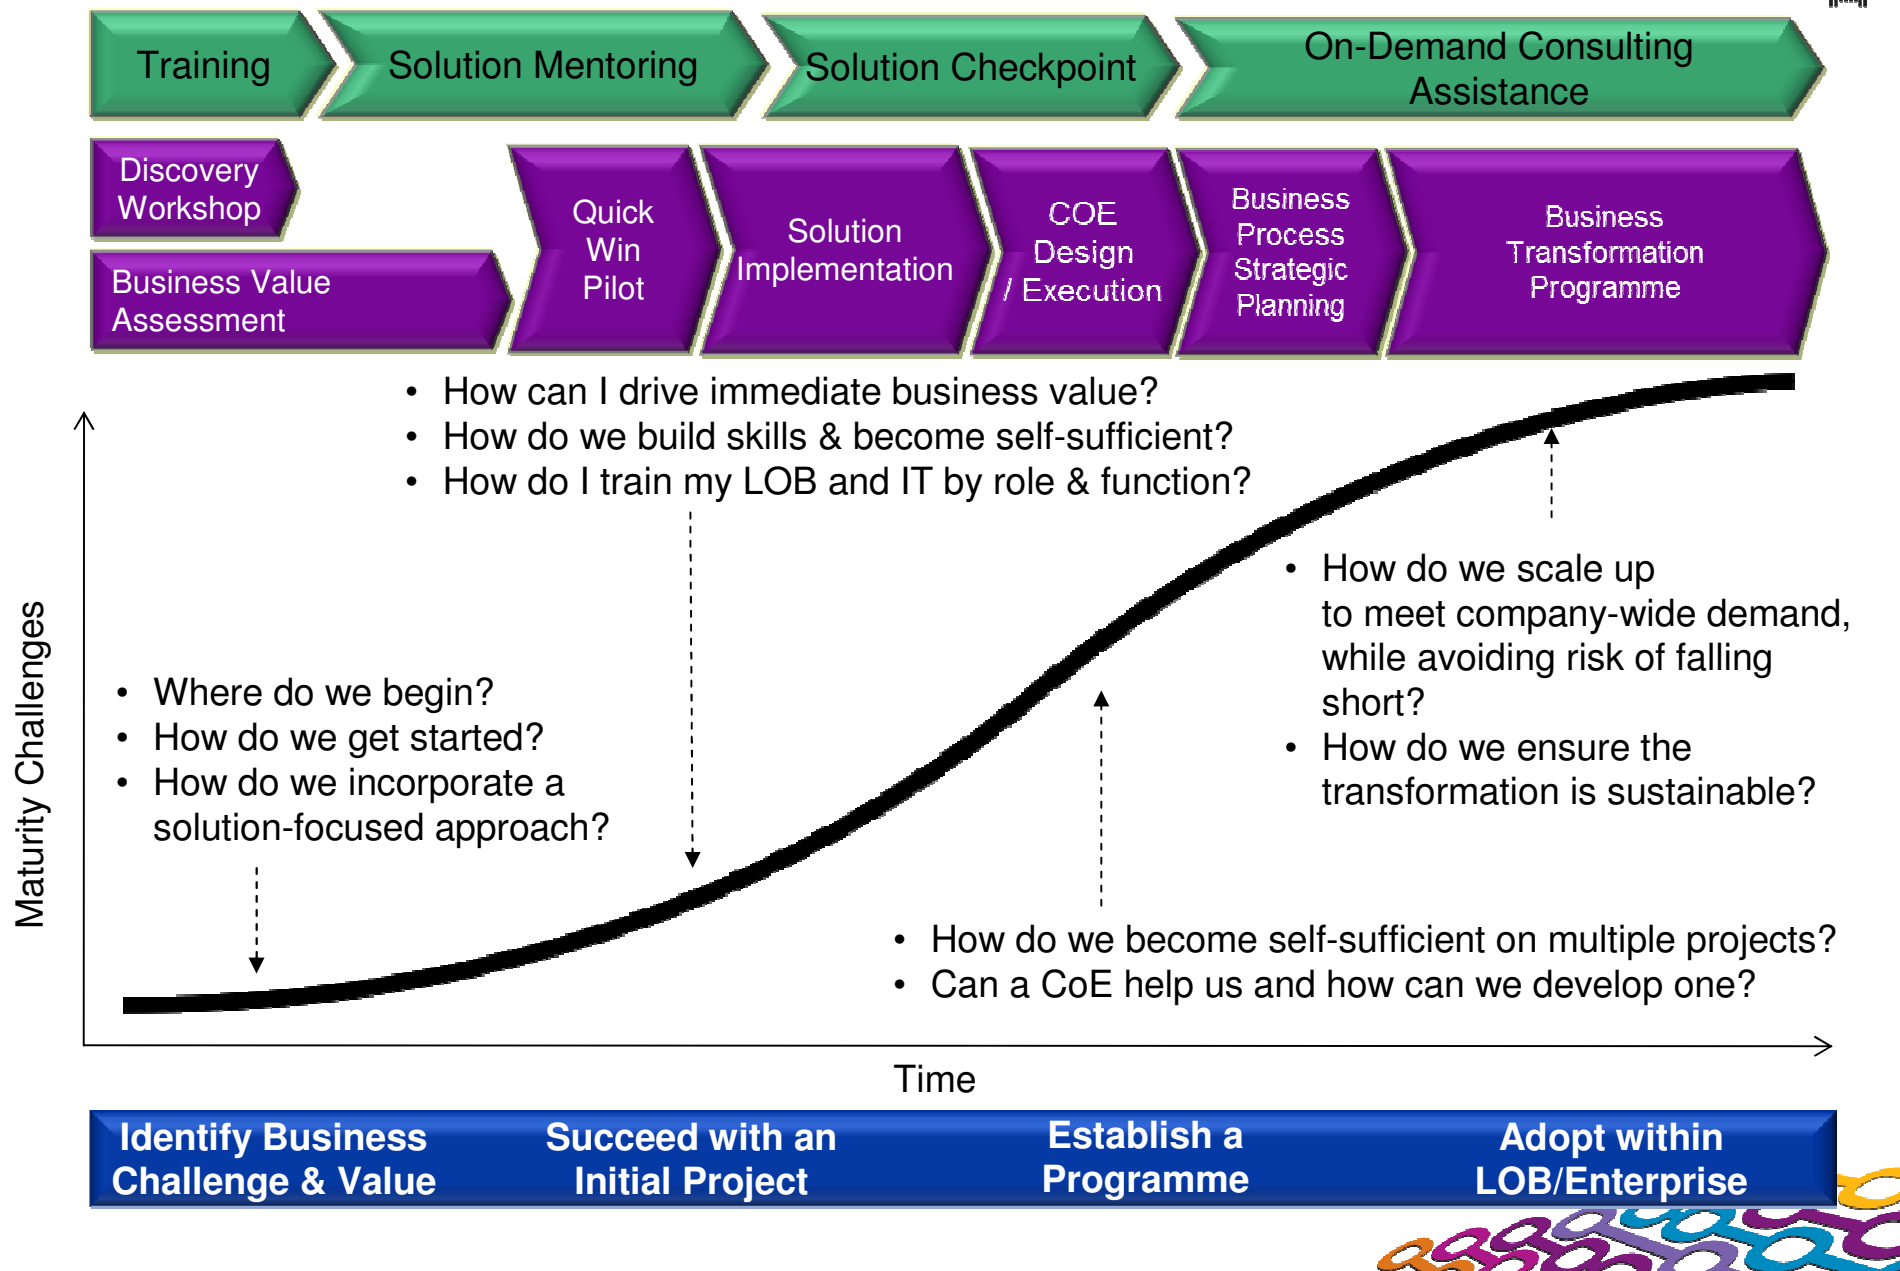 Training
Solution Mentoring
Solution Checkpoint
On-Demand Consulting
Assistance
Discovery
Workshop
Business Value
Assessment
Quick
Win
Pilot
Solution
Implementation
COE
Design
/ Execution
Business
Process
Strategic
Planning
Business
Transformation
Programme
• How can I drive immediate business value?
• How do we build skills & become self-sufficient?
• How do I train my LOB and IT by role & function?
• How do we scale up
to meet company-wide demand,
while avoiding risk of falling
short?
• How do we ensure the
transformation is sustainable?
• Where do we begin?
• How do we get started?
• How do we incorporate a
solution-focused approach?
• How do we become self-sufficient on multiple projects?
• Can a CoE help us and how can we develop one?
Maturity Challenges
Time
Identify Business
Challenge & Value
Succeed with an
Initial Project
Establish a
Programme
Adopt within
LOB/Enterprise